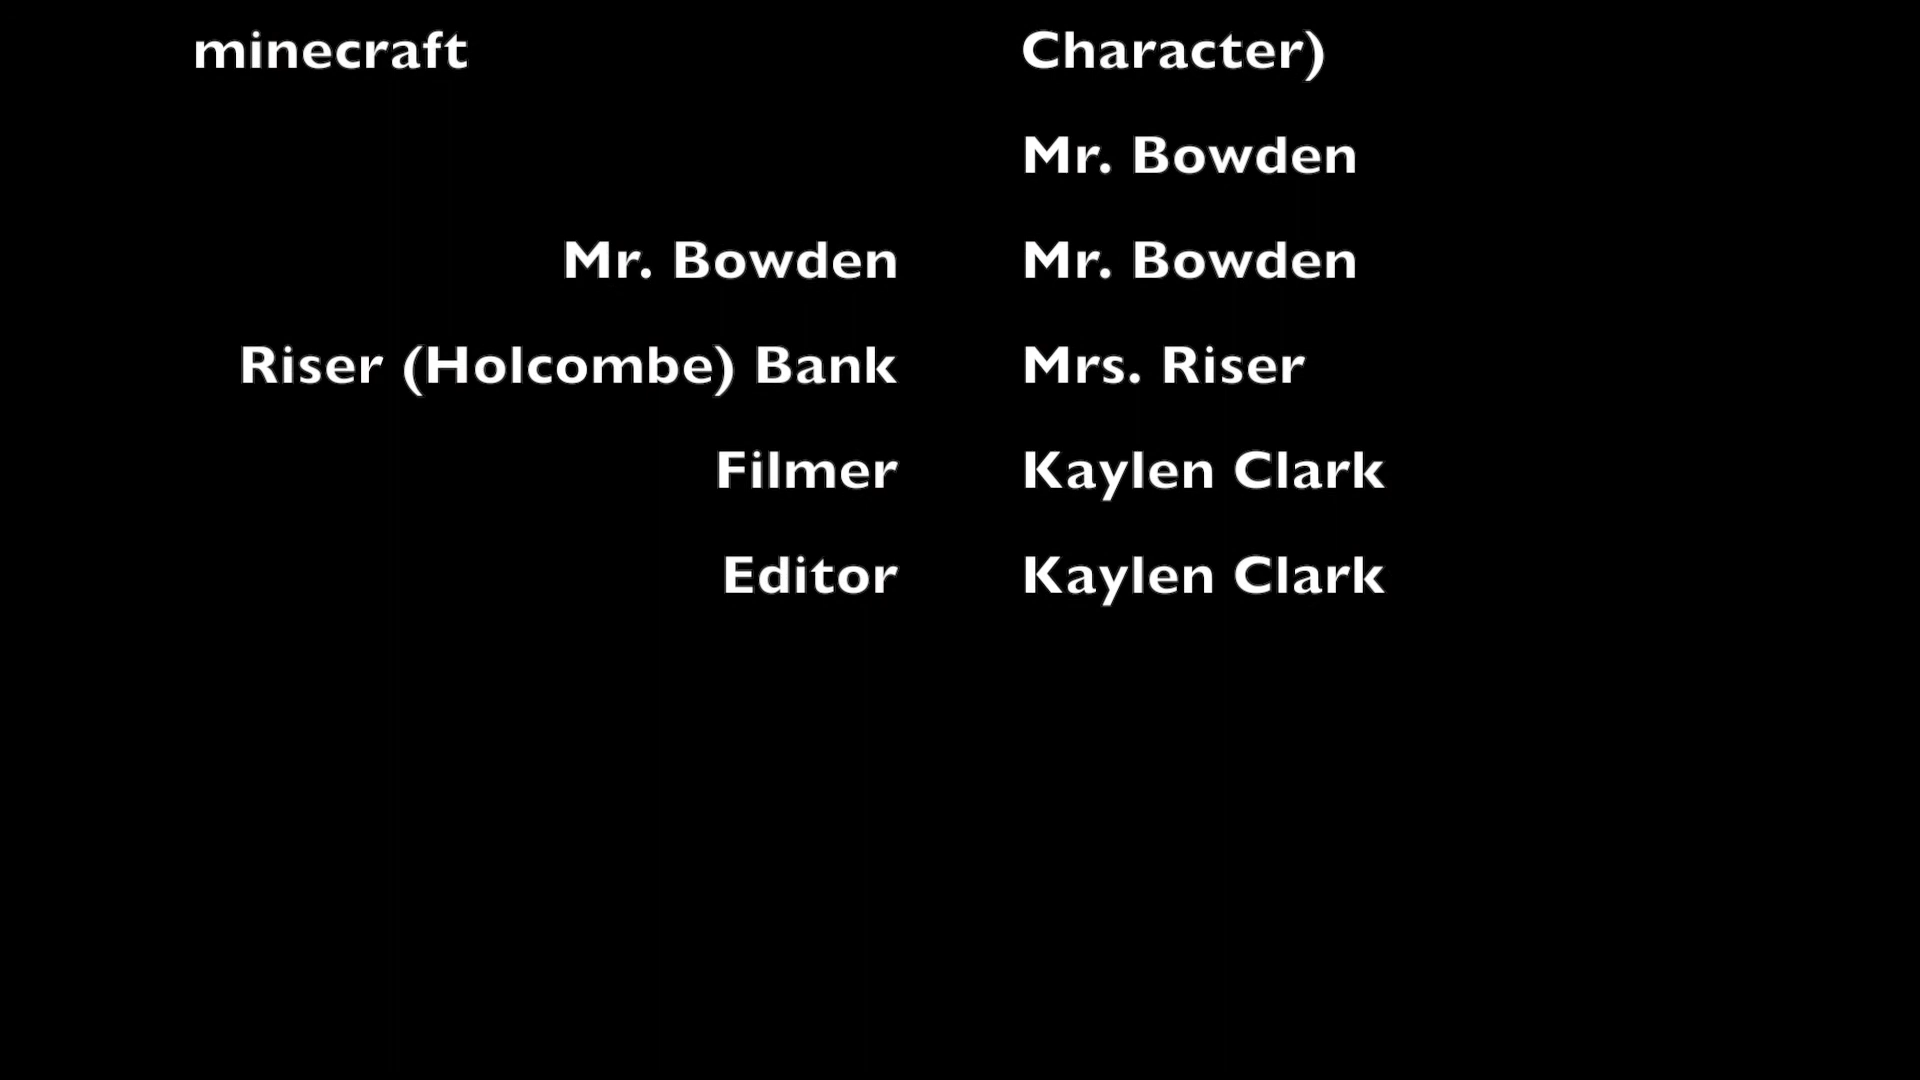 minecraft Character)
Mr. Bowden
Mr. Bowden Mr. Bowden
Riser (Holcombe) Bank Mrs. Riser
Filmer Kaylen Clark
Editor Kaylen Clark